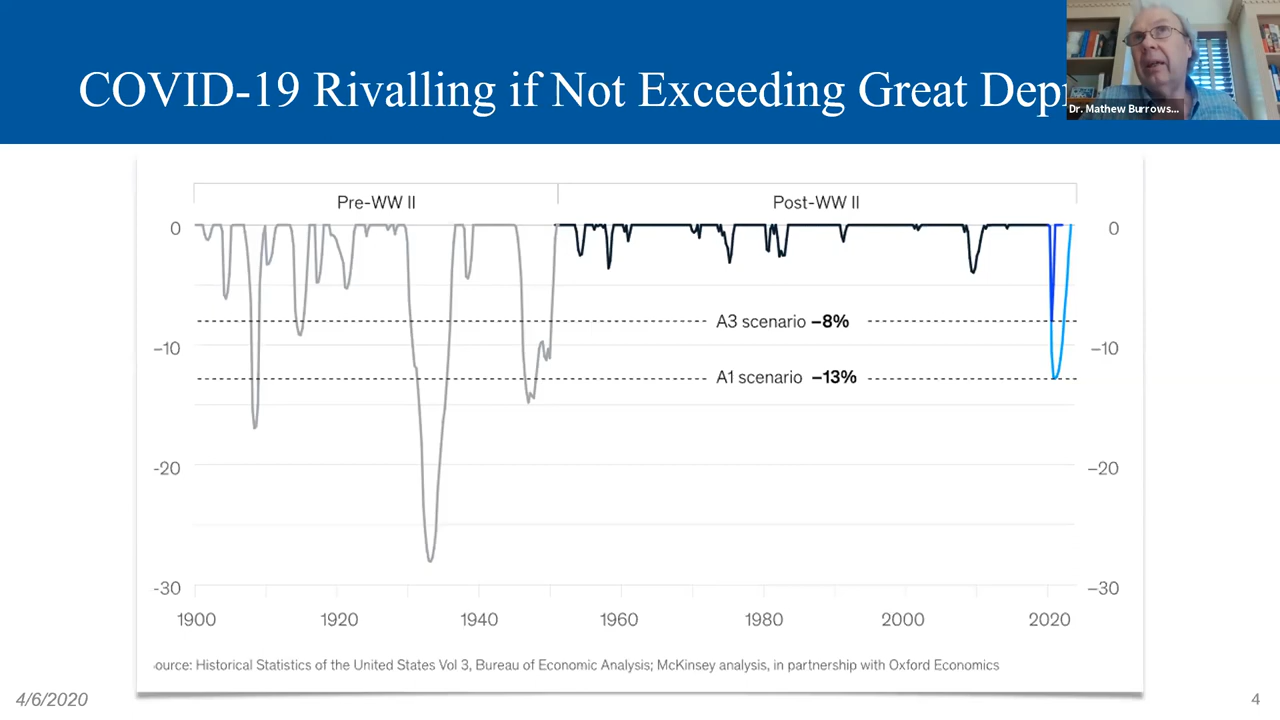 COVID-19 Rivalling if Not Exceeding Great Dep
Dr. Mathew Burrows...
Pre-WW II
Post-WW II
0
0
A3 scenario –8%
–10
–10
A1 scenario –13%
-20
–20
-30
–30
1900
1920
1940
1960
1980
2000
2020
ource: Historical Statistics of the United States Vol 3, Bureau of Economic Analysis; McKinsey analysis, in partnership with Oxford Economics
4/6/2020
4